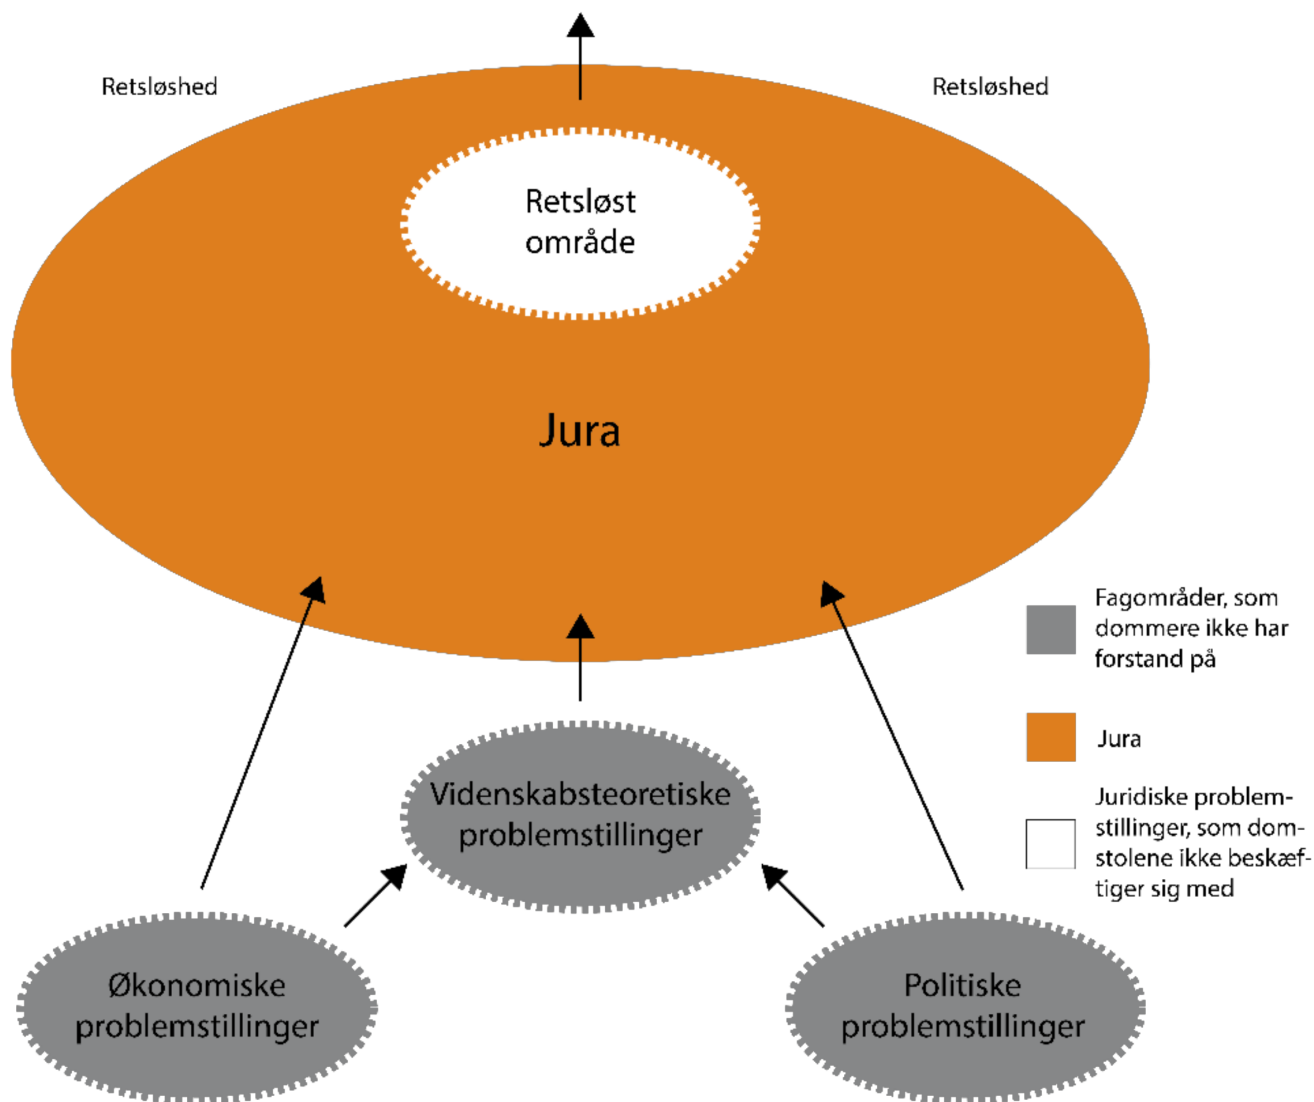 Retsløshed
Retsløshed
Retsløst
område
Jura
Fagområder, som
dommere ikke har
forstand på
Jura
Juridiske problem-
stillinger, som dom-
stolene ikke beskæf-
tiger sig med
Videnskabsteoretiske
problemstillinger
Økonomiske
problemstillinger
Politiske
problemstillinger